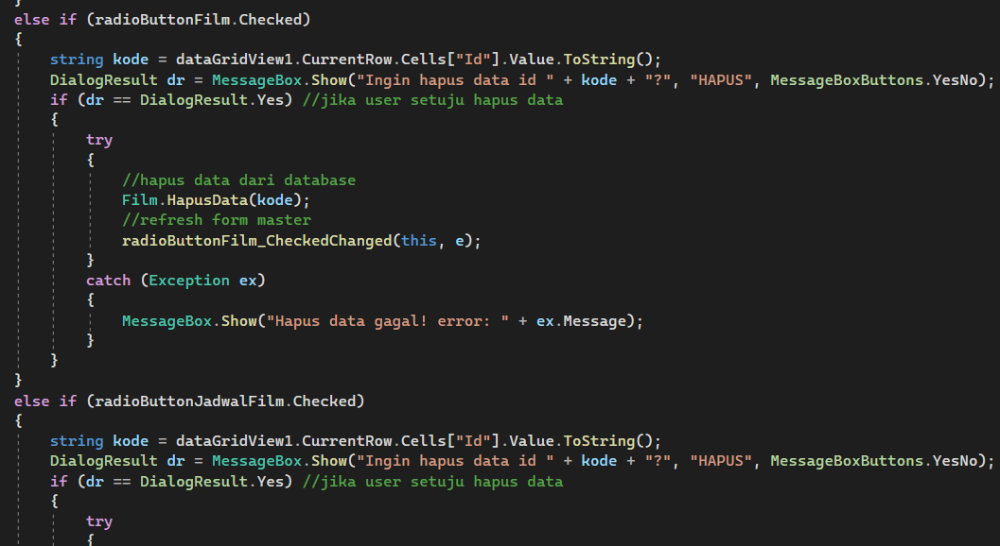 }
else if (radioButtonFilm.Checked)
{
string kode = dataGridView1.CurrentRow.Cells["Id"].Value.ToString();
DialogResult dr = MessageBox.Show("Ingin hapus data id " + kode + "?", "HAPUS", MessageBoxButtons.YesNo);
if (dr == DialogResult.Yes) //jika user setuju hapus data
{
try
{
//hapus data dari database
Film.HapusData(kode);
//refresh form master
radioButtonFilm_CheckedChanged(this, e);
}
catch (Exception ex)
{
MessageBox.Show("Hapus data gagal! error: " + ex.Message);
}
}
}
else if (radioButtonJadwalFilm.Checked)
{
string kode = dataGridView1.CurrentRow.Cells["Id"].Value.ToString();
DialogResult dr = MessageBox.Show("Ingin hapus data id " + kode + "?", "HAPUS", MessageBoxButtons.YesNo);
if (dr == DialogResult.Yes) //jika user setuju hapus data
{
try
{